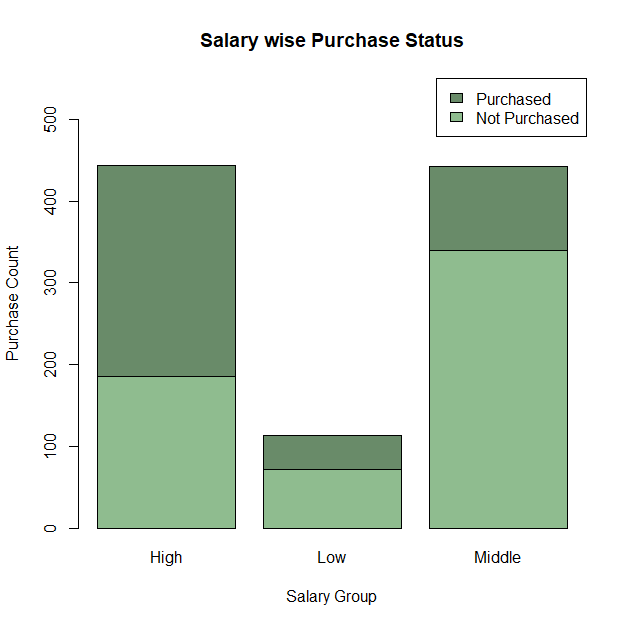 Salary wise Purchase Status
Purchased
Not Purchased
500
400
300
200
100
0
Purchase Count
High
Low
Middle
Salary Group